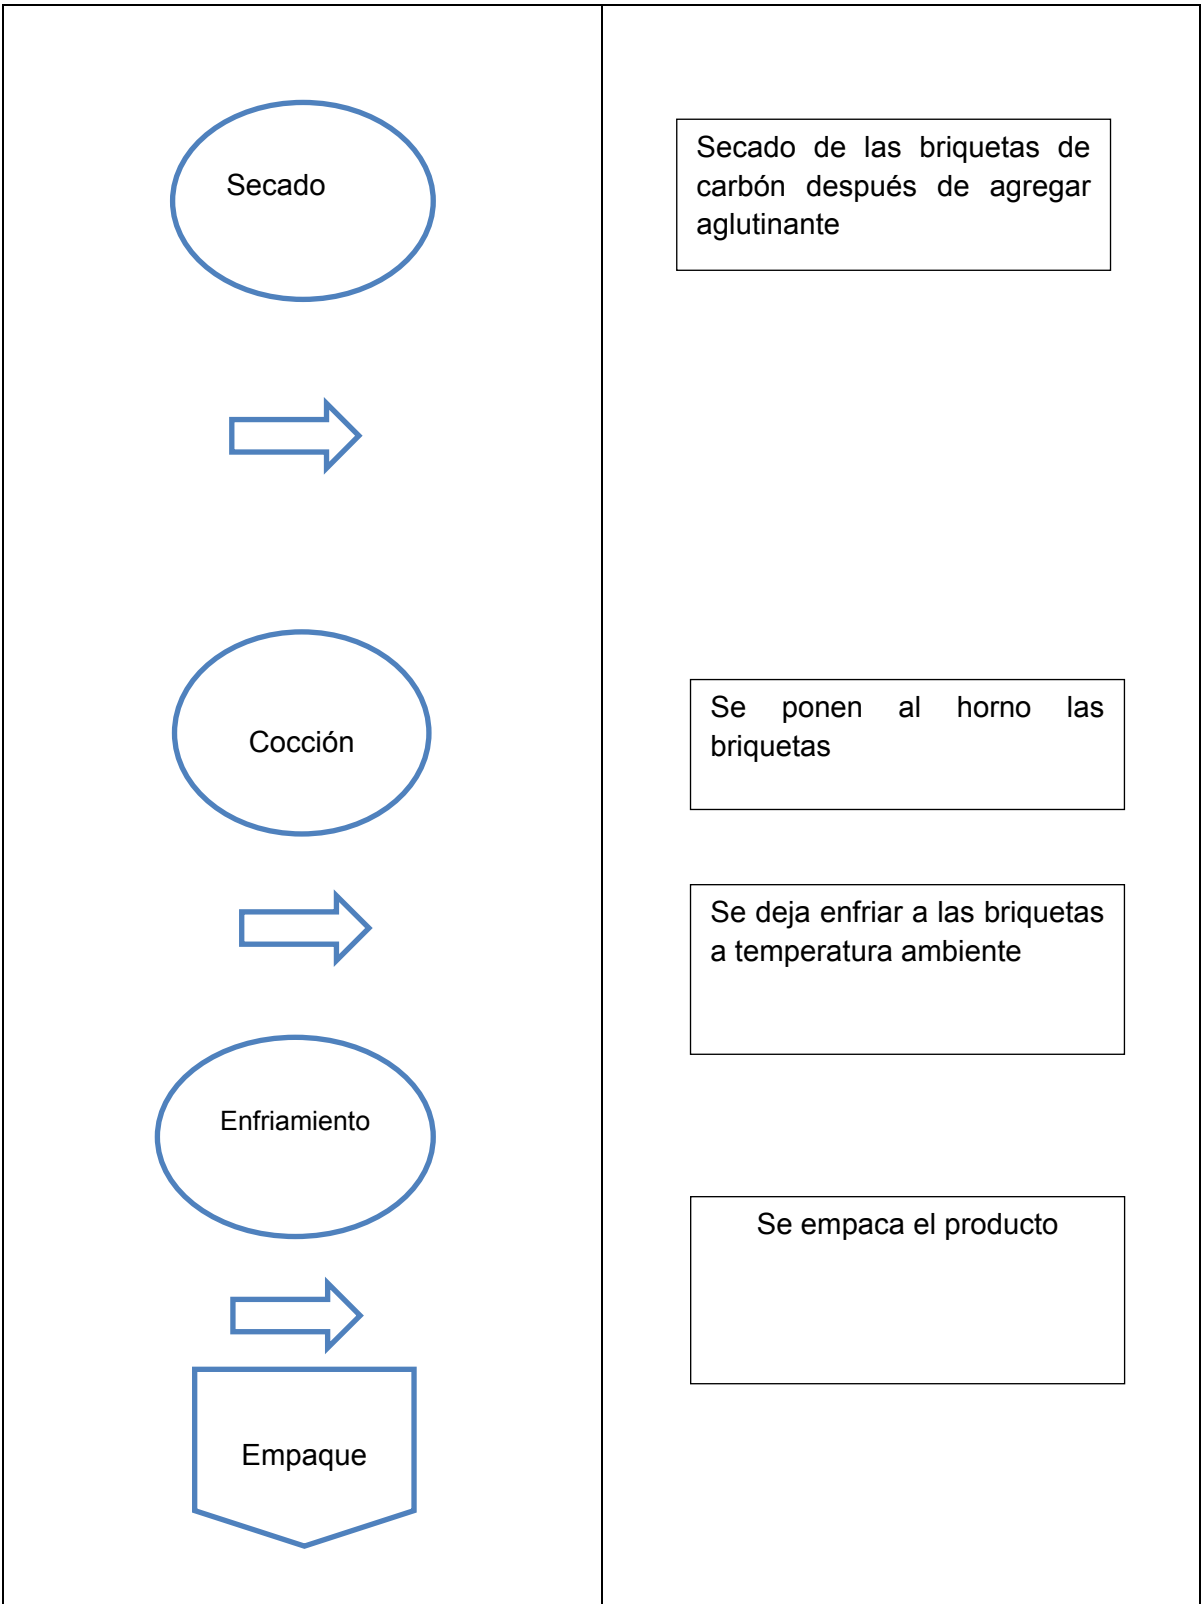 Secado
Secado de las briquetas de
carbón después de agregar
aglutinante
Cocción
Se ponen al horno las
briquetas
Se deja enfriar a las briquetas
a temperatura ambiente
Enfriamiento
Se empaca el producto
Empaque